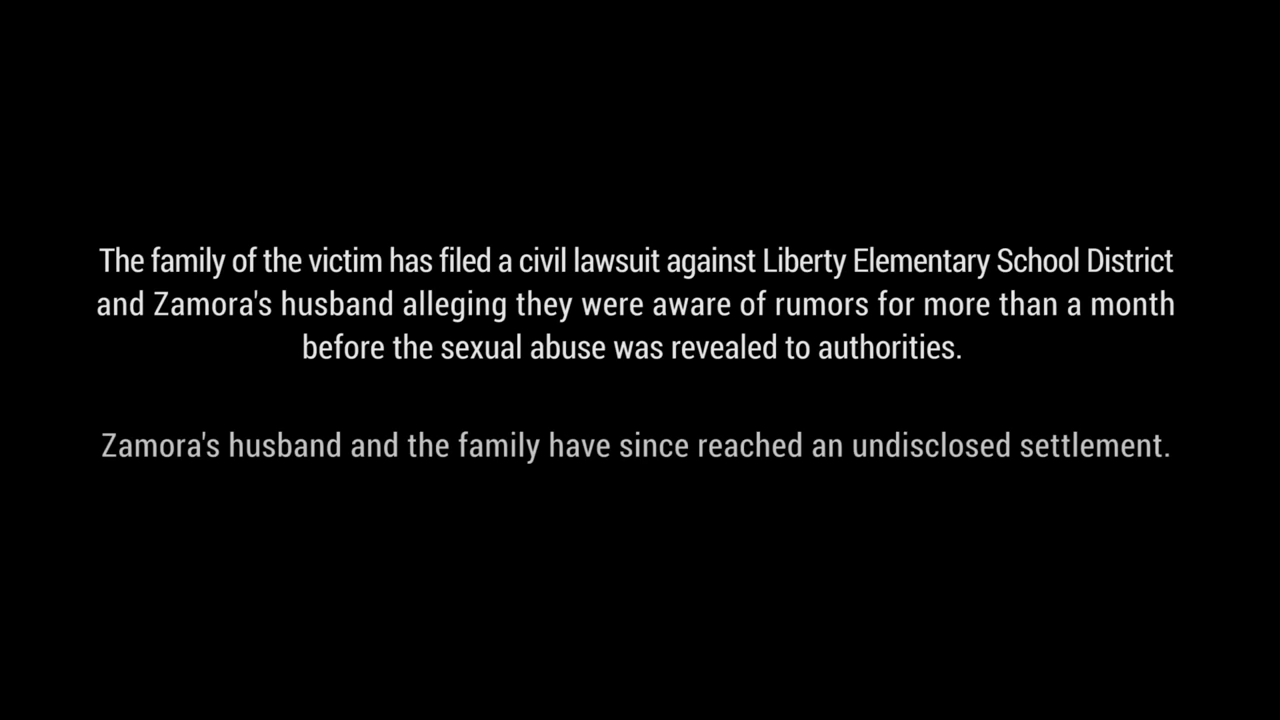 The family of the victim has filed a civil lawsuit against Liberty Elementary School District
and Zamora's husband alleging they were aware of rumors for more than a month
before the sexual abuse was revealed to authorities.
Zamora's husband and the family have since reached an undisclosed settlement.